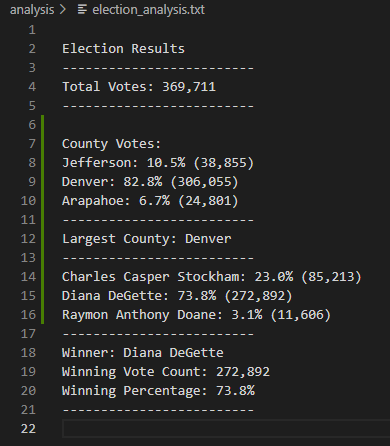 analysis > election_analysis.txt
1
2 Election Results
3 -------------------------
4 Total Votes: 369,711
5 -------------------------
6
7 County Votes:
8 Jefferson: 10.5% (38,855)
9 Denver: 82.8% (306,055)
10 Arapahoe: 6.7% (24,801)
11 -------------------------
12 Largest County: Denver
13 -------------------------
14 Charles Casper Stockham: 23.0% (85,213)
15 Diana DeGette: 73.8% (272,892)
16 Raymon Anthony Doane: 3.1% (11,606)
17 -------------------------
18 Winner: Diana DeGette
19 Winning Vote Count: 272,892
20 Winning Percentage: 73.8%
21 -------------------------
22